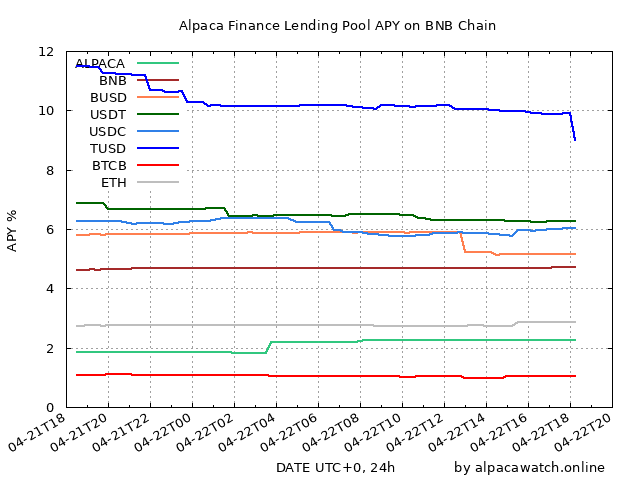 Alpaca Finance Lending Pool APY on BNB Chain
12
10
8
6
4
2
0
APY %
ALPACA
BNB
BUSD
USDT
USDC
TUSD
BTCB
ETH
04-21T18
04-21T20
04-21T22
04-22T00
04-22T02
04-22T04
04-22T06
04-22T08
04-22T10
04-22T12
04-22T14
04-22T16
04-22T18
04-22T20
DATE UTC+0, 24h
by alpacawatch.online